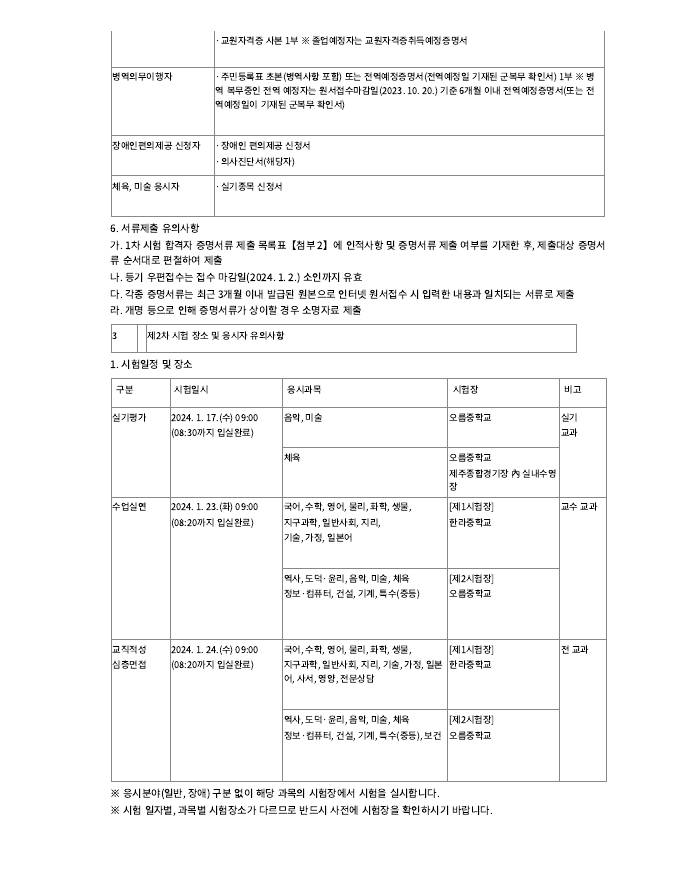 · 교원자격증 사본 1부 ※ 졸업예정자는 교원자격증취득예정증명서
병역의무이행자
· 주민등록표 초본(병역사항 포함) 또는 전역예정증명서(전역예정일 기재된 군복무 확인서) 1부 ※ 병
역 복무중인 전역 예정자는 원서접수마감일(2023. 10. 20.) 기준 6개월 이내 전역예정증명서(또는 전
역예정일이 기재된 군복무 확인서)
장애인편의제공 신청자
· 장애인 편의제공 신청서
· 의사진단서(해당자)
체육, 미술 응시자
· 실기종목 신청서
6. 서류제출 유의사항
가. 1차 시험 합격자 증명서류 제출 목록표【첨부2】에 인적사항 및 증명서류 제출 여부를 기재한 후, 제출대상 증명서
류 순서대로 편철하여 제출
나. 등기 우편접수는 접수 마감일(2024. 1. 2.) 소인까지 유효
다. 각종 증명서류는 최근 3개월 이내 발급된 원본으로 인터넷 원서접수 시 입력한 내용과 일치되는 서류로 제출
라. 개명 등으로 인해 증명서류가 상이할 경우 소명자료 제출
3 제2차 시험 장소 및 응시자 유의사항
1. 시험일정 및 장소
구분 시험일시 응시과목 시험장 비고
실기평가
2024. 1. 17.(수) 09:00
(08:30까지 입실완료)
음악, 미술
오름중학교
실기
교과
체육
오름중학교
제주종합경기장 內 실내수영
장
수업실연
2024. 1. 23.(화) 09:00
(08:20까지 입실완료)
국어, 수학, 영어, 물리, 화학, 생물,
지구과학, 일반사회, 지리,
기술, 가정, 일본어
[제1시험장]
한라중학교
교수 교과
역사, 도덕·윤리, 음악, 미술, 체육
정보·컴퓨터, 건설, 기계, 특수(중등)
[제2시험장]
오름중학교
교직적성
심층면접
2024. 1. 24.(수) 09:00
(08:20까지 입실완료)
국어, 수학, 영어, 물리, 화학, 생물,
지구과학, 일반사회, 지리, 기술, 가정, 일본
어, 사서, 영양, 전문상담
[제1시험장]
한라중학교
전 교과
역사, 도덕·윤리, 음악, 미술, 체육
정보·컴퓨터, 건설, 기계, 특수(중등), 보건
[제2시험장]
오름중학교
※ 응시분야(일반, 장애) 구분 없이 해당 과목의 시험장에서 시험을 실시합니다.
※ 시험 일자별, 과목별 시험장소가 다르므로 반드시 사전에 시험장을 확인하시기 바랍니다.